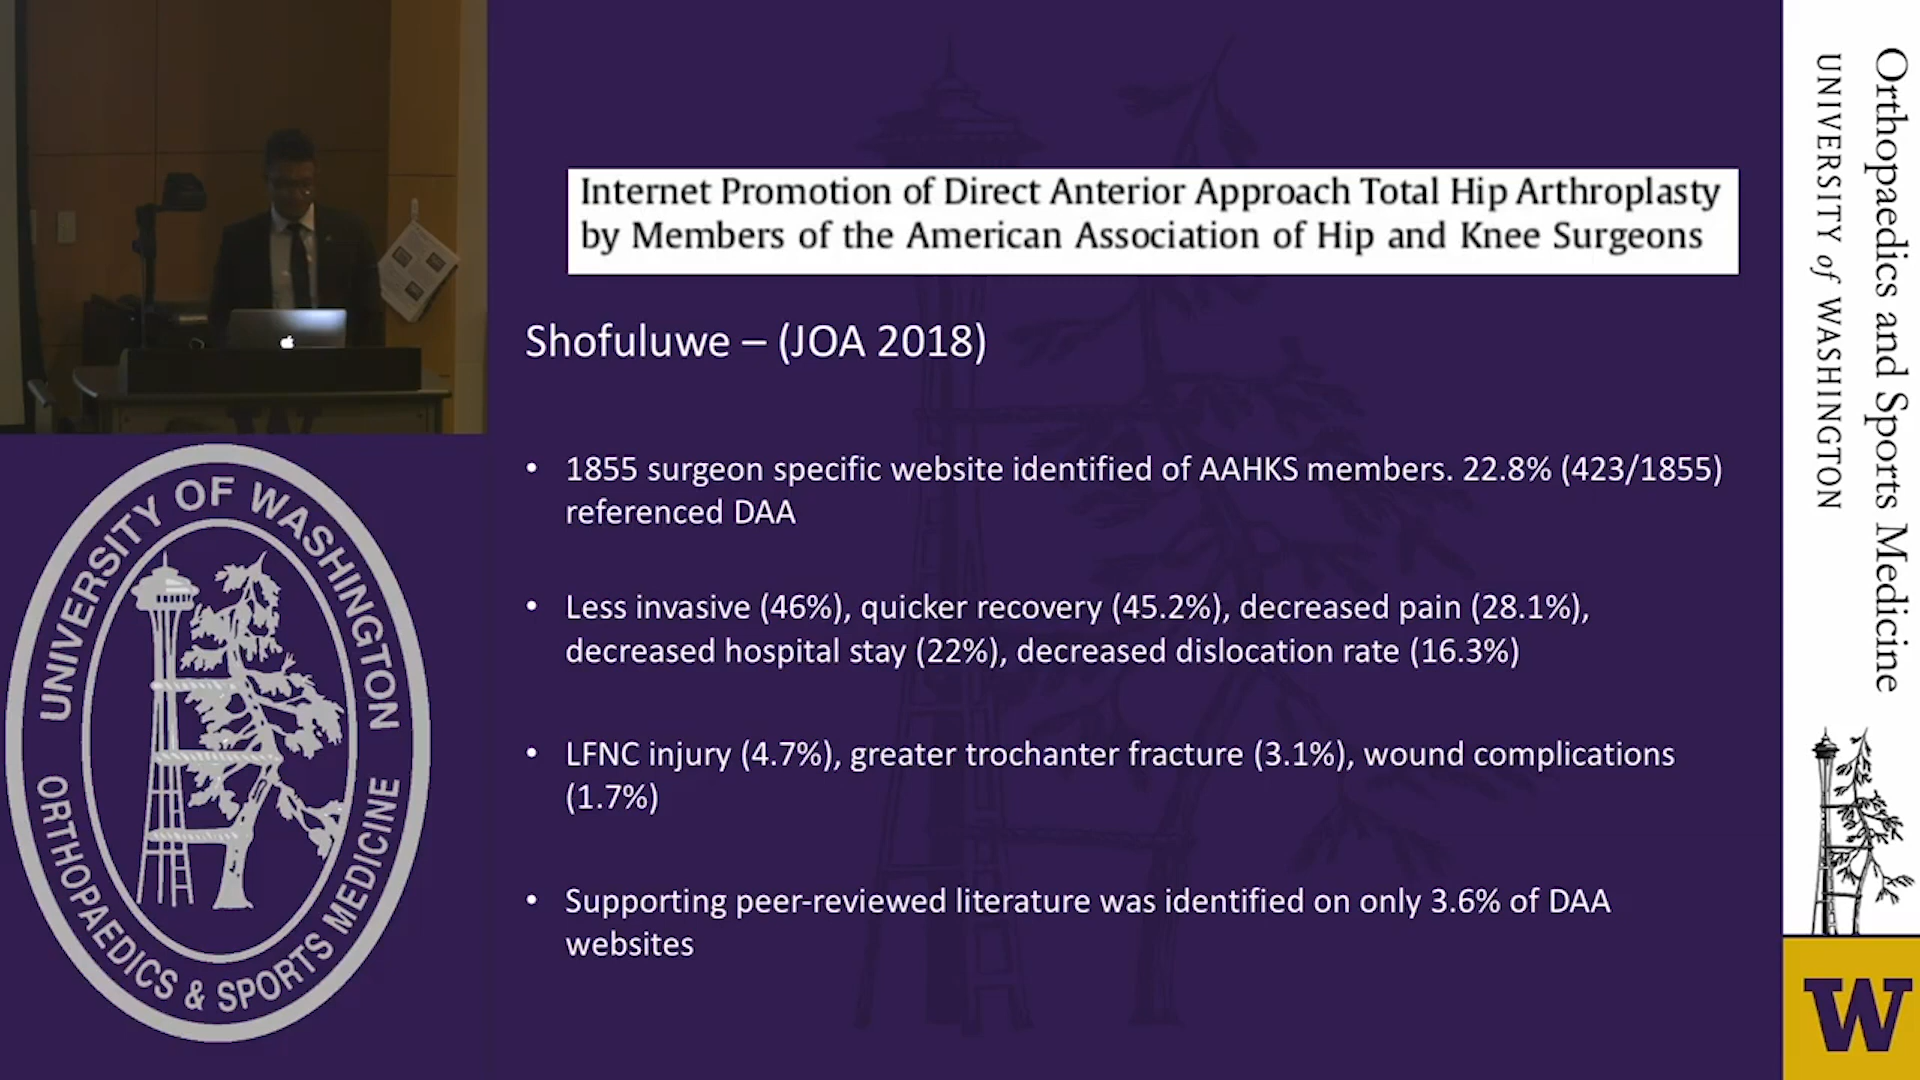 Internet Promotion of Direct Anterior Approach Total Hip Arthroplasty
by Members of the American Association of Hip and Knee Surgeons
Shofuluwe – (JOA 2018)
• 1855 surgeon specific website identified of AAHKS members. 22.8% (423/1855)
referenced DAA
• Less invasive (46%), quicker recovery (45.2%), decreased pain (28.1%),
decreased hospital stay (22%), decreased dislocation rate (16.3%)
• LFNC injury (4.7%), greater trochanter fracture (3.1%), wound complications
(1.7%)
• Supporting peer-reviewed literature was identified on only 3.6% of DAA
websites
UNIVERSITY OF WASHINGTON
ORTHOPAEDICS & SPORTS MEDICINE
Orthopaedics and Sports Medicine
UNIVERSITY of WASHINGTON
W